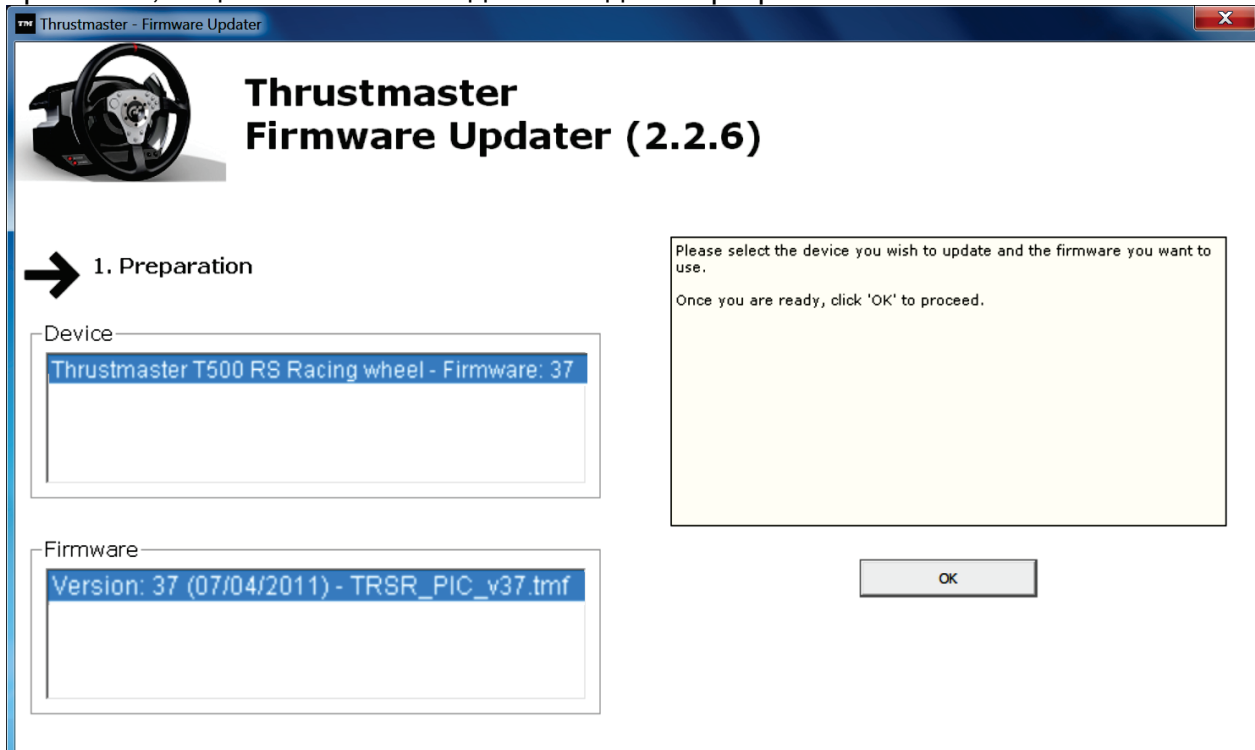 Thrustmaster - Firmware Updater
Thrustmaster
Firmware Updater (2.2.6)
1. Preparation
Please select the device you wish to update and the firmware you want to
use.
Once you are ready, click 'OK' to proceed.
Device
Thrustmaster T500 RS Racing wheel - Firmware: 37
Firmware
Version: 37 (07/04/2011) - TRSR_PIC_v37.tmf
OK